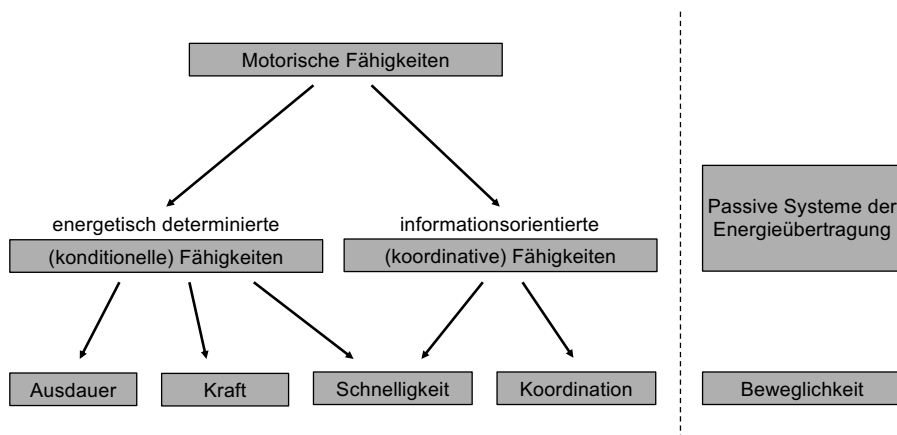 Motorische Fähigkeiten
energetisch determinierte
(konditionelle) Fähigkeiten
informationsorientierte
(koordinative) Fähigkeiten
Passive Systeme der
Energieübertragung
Ausdauer
Kraft
Schnelligkeit
Koordination
Beweglichkeit